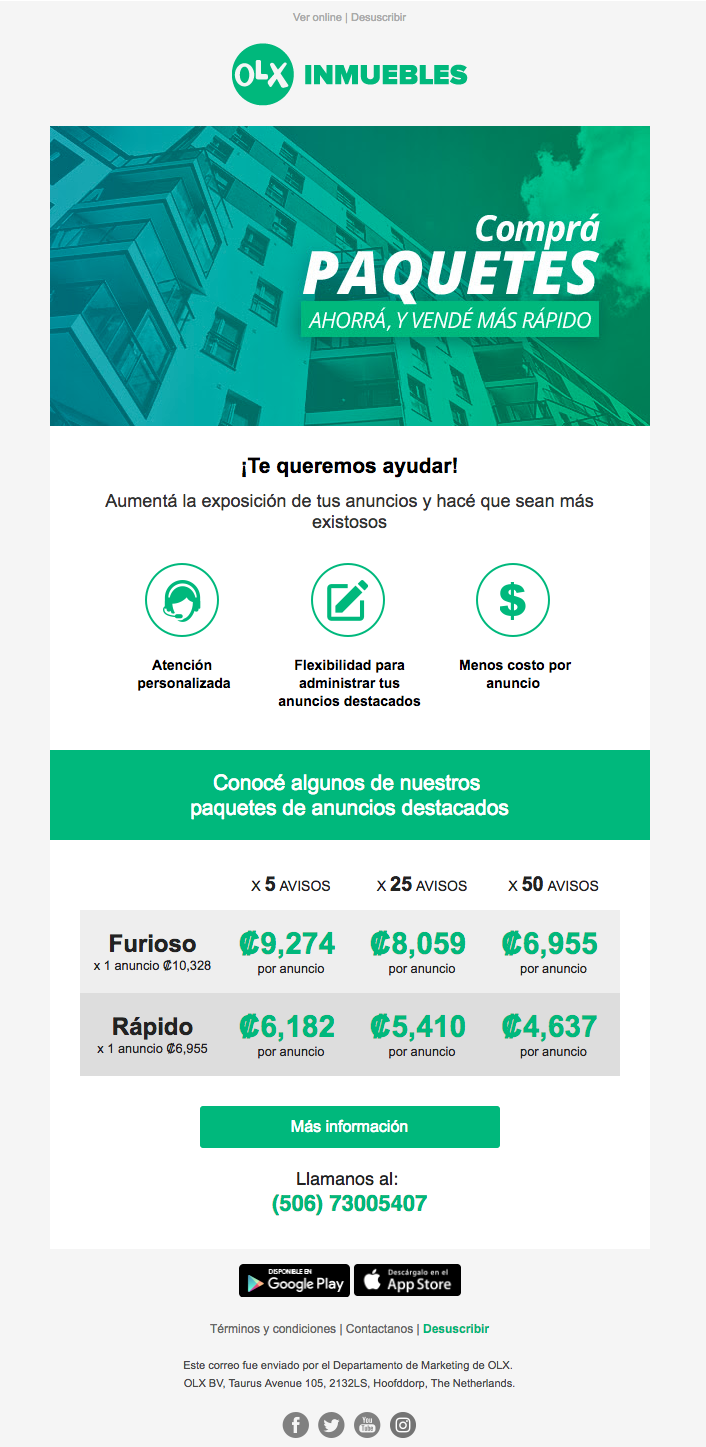 Ver online | Desuscribir
OLX INMUEBLES
Comprá
PAQUETES
AHORRÁ, Y VENDÉ MÁS RÁPIDO
¡Te queremos ayudar!
Aumentá la exposición de tus anuncios y hacé que sean más
existosos
$
Atención
personalizada
Flexibilidad para
administrar tus
anuncios destacados
Menos costo por
anuncio
Conocé algunos de nuestros
paquetes de anuncios destacados
X 5 AVISOS X 25 AVISOS X 50 AVISOS
Furioso
x 1 anuncio ₡10,328
₡9,274 ₡8,059 ₡6,955
por anuncio por anuncio por anuncio
Rápido
x 1 anuncio ₡6,955
₡6,182 ₡5,410 ₡4,637
por anuncio por anuncio por anuncio
Más información
Llamanos al:
(506) 73005407
DISPONIBLE EN
Google Play
Descárgalo en el
App Store
Términos y condiciones | Contactanos | Desuscribir
Este correo fue enviado por el Departamento de Marketing de OLX.
OLX BV, Taurus Avenue 105, 2132LS, Hoofddorp, The Netherlands.
You
Tube